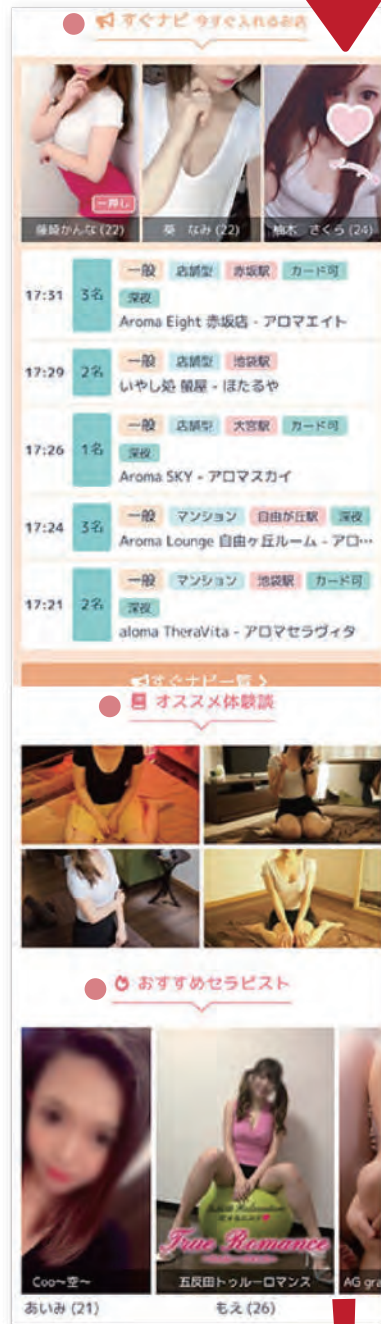 すぐナビ 今すぐ入れるお店
一押し
藤崎かんな (22)
葵 なみ (22)
柚木 さくら (24)
17:31 3名 一般 店舗型 赤坂駅 カード可
深夜
Aroma Eight 赤坂店 - アロマエイト
17:29 2名 一般 店舗型 池袋駅
いやし処 螢屋 - ほたるや
17:26 1名 一般 店舗型 大宮駅 カード可
深夜
Aroma SKY - アロマスカイ
17:24 3名 一般 マンション 自由が丘駅 深夜
Aroma Lounge 自由ヶ丘ルーム - アロ…
17:21 2名 一般 マンション 池袋駅 カード可
深夜
aloma TheraVita - アロマセラヴィタ
すぐナビ一覧
オススメ体験談
おすすめセラピスト
True Romance
Coo〜空〜
五反田トゥルーロマンス
AG gra
あいみ (21)
もえ (26)